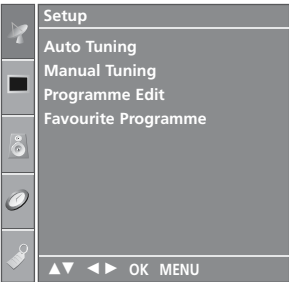 Setup
Auto Tuning
Manual Tuning
Programme Edit
Favourite Programme
▲▼ ◄► OK MENU